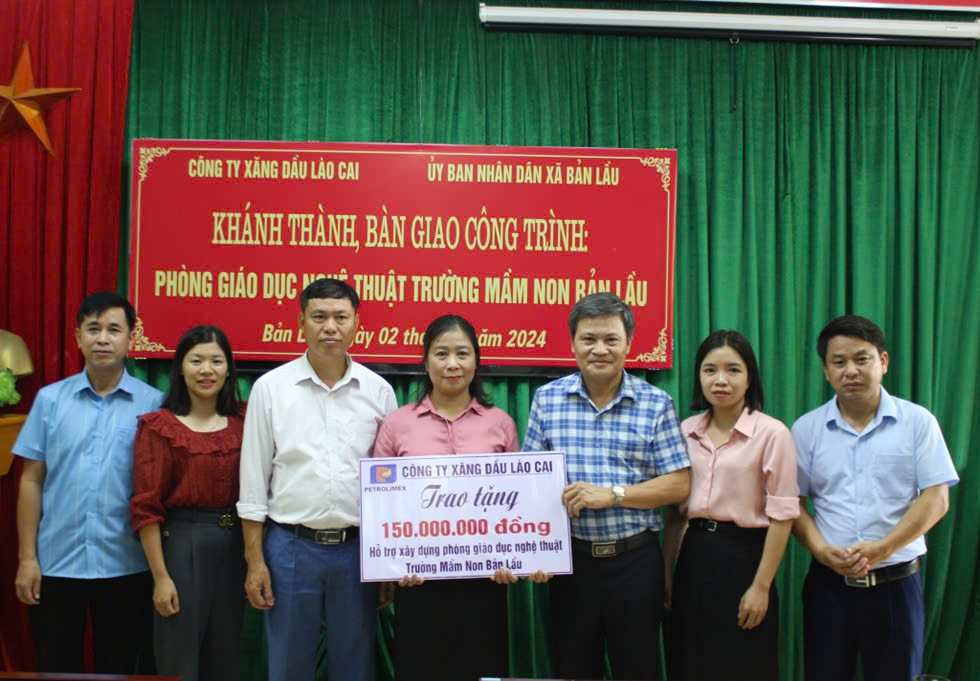 CÔNG TY XĂNG DẦU LÀO CAI
ỦY BAN NHÂN DÂN XÃ BẢN LẦU
KHÁNH THÀNH, BÀN GIAO CÔNG TRÌNH:
PHÒNG GIÁO DỤC NGHỆ THUẬT TRƯỜNG MẦM NON BẢN LẦU
Bản 02 năm 2024
PETROLIMEX
CÔNG TY XĂNG DẦU LÀO CAI
Trao tặng
150.000.000 đồng
Hỗ trợ xây dựng phòng giáo dục nghệ thuật
Trường Mầm Non Bản Lầu